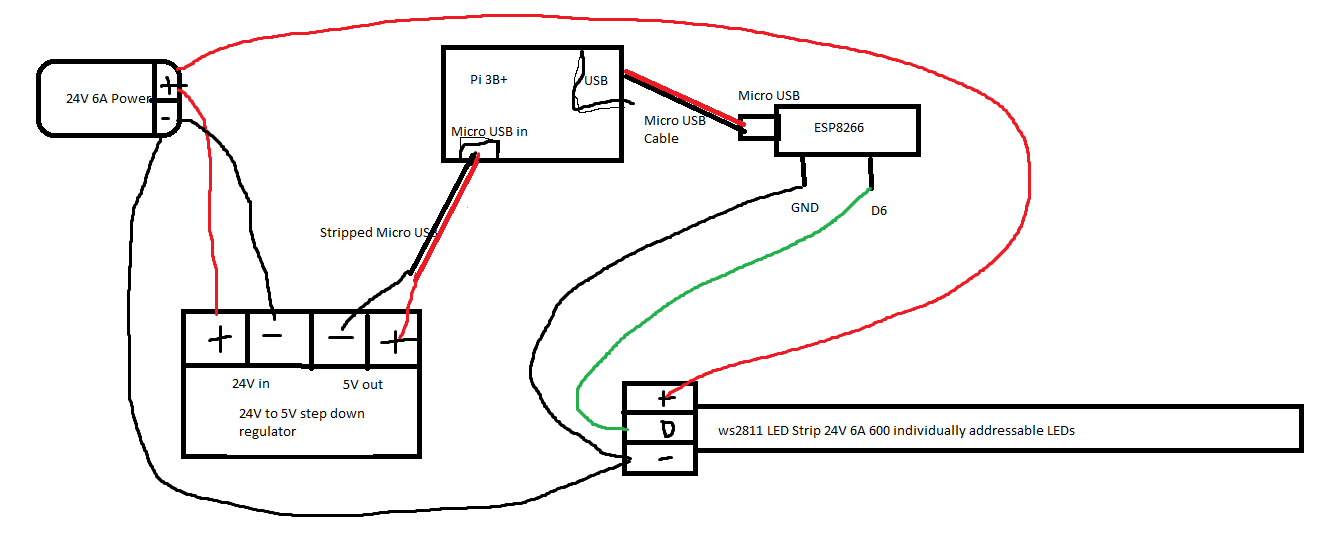 24V 6A Power
+
-
Pi 3B+
USB
Micro USB in
Micro USB
Cable
Micro USB
ESP8266
GND
D6
Stripped Micro US
+
-
-
+
24V in
5V out
24V to 5V step down
regulator
+
D
-
ws2811 LED Strip 24V 6A 600 individually addressable LEDs